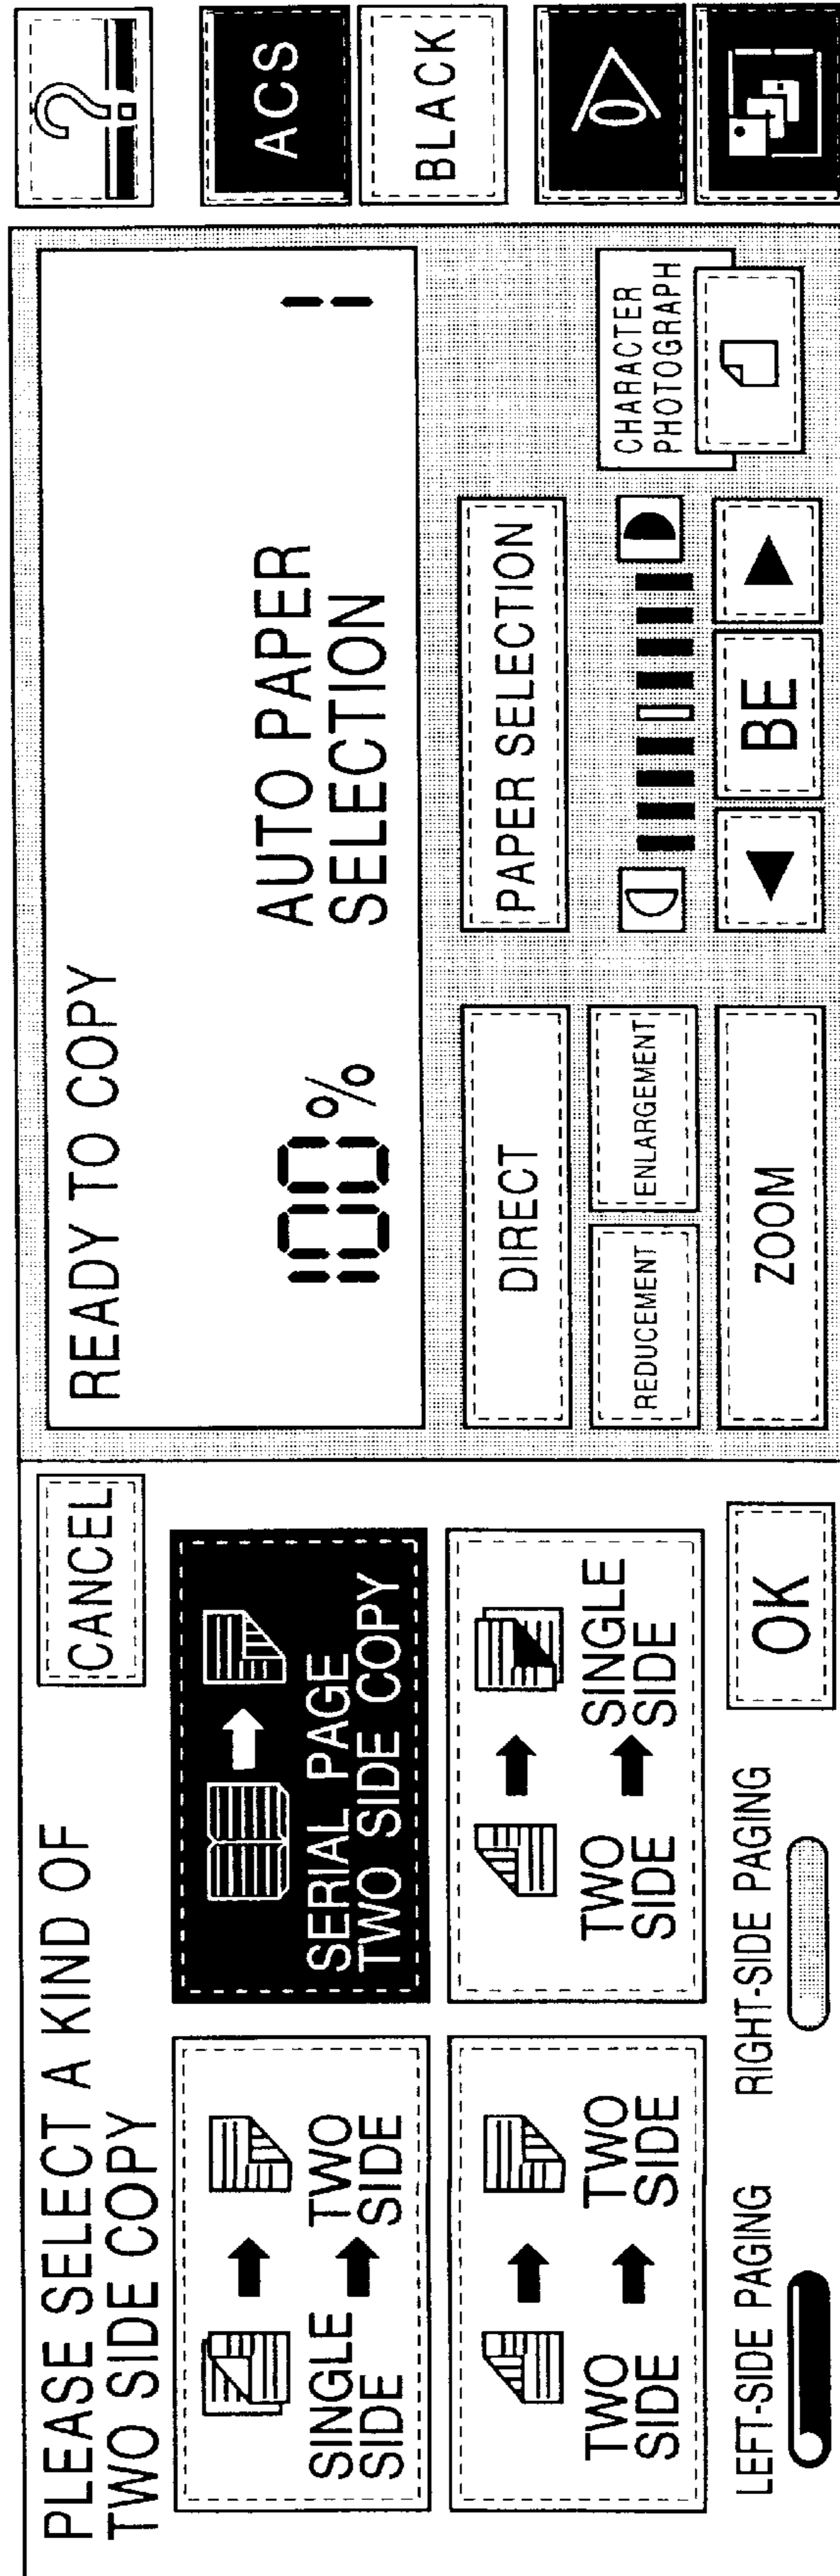 PLEASE SELECT A KIND OF
TWO SIDE COPY
CANCEL
SINGLE
SIDE
TWO
SIDE
SERIAL PAGE
TWO SIDE COPY
TWO
SIDE
TWO
SIDE
TWO
SIDE
SINGLE
SIDE
LEFT-SIDE PAGING
RIGHT-SIDE PAGING
OK
READY TO COPY
100%
AUTO PAPER
SELECTION
1
DIRECT
PAPER SELECTION
REDUCEMENT
ENLARGEMENT
ZOOM
BE
CHARACTER
PHOTOGRAPH
?
ACS
BLACK